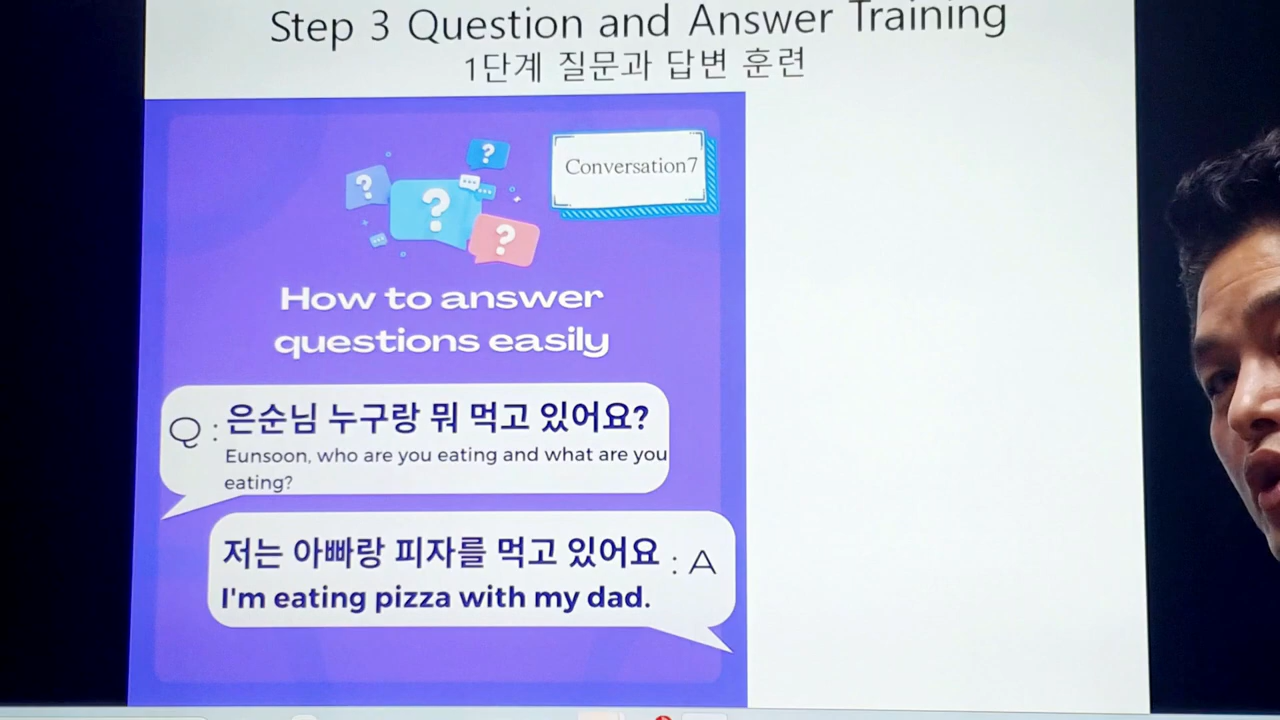 Step 3 Question and Answer Training
1단계 질문과 답변 훈련
Conversation7
How to answer
questions easily
Q : 은순님 누구랑 뭐 먹고 있어요?
Eunsoon, who are you eating and what are you
eating?
저는 아빠랑 피자를 먹고 있어요 : A
I'm eating pizza with my dad.